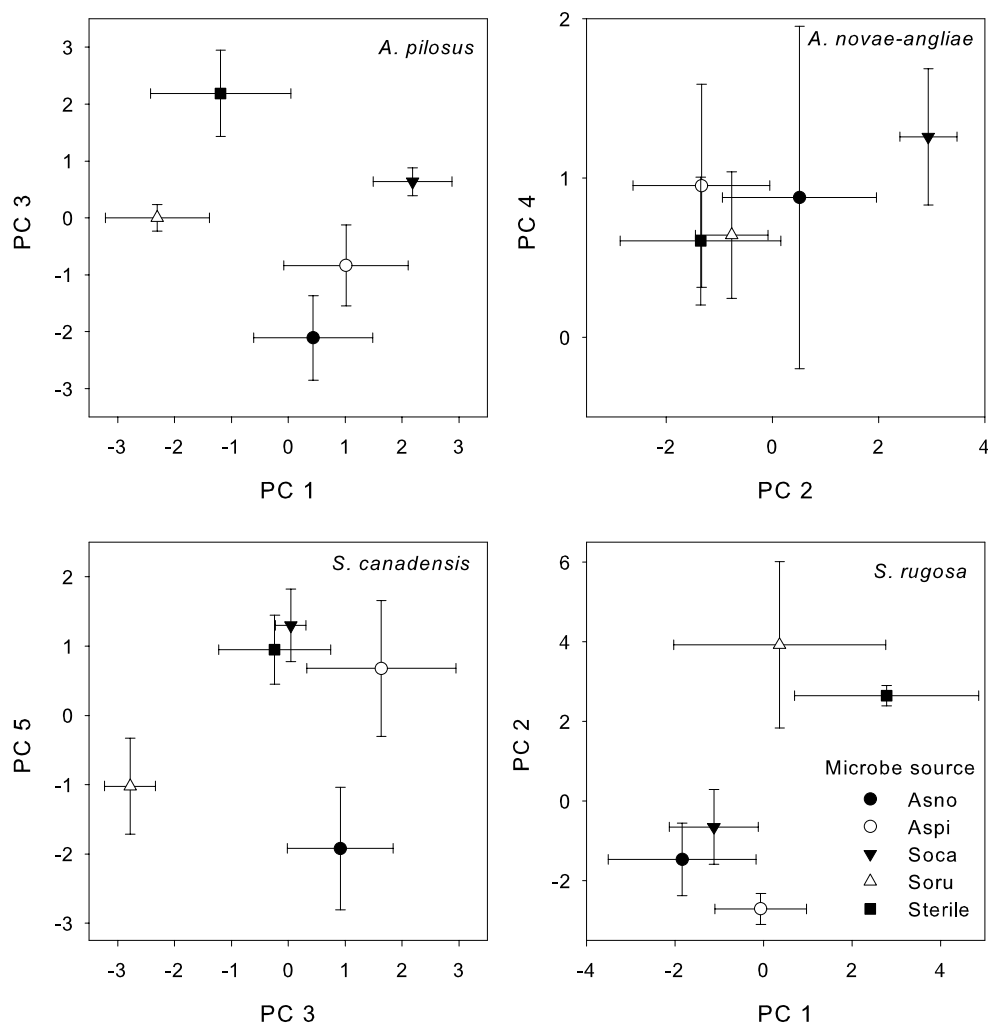 A. pilosus
3
2
1
0
-1
-2
-3
PC 3
-3 -2 -1 0 1 2 3
PC 1
A. novae-angliae
2
1
0
PC 4
-2 0 2 4
PC 2
S. canadensis
2
1
0
-1
-2
-3
PC 5
-3 -2 -1 0 1 2 3
PC 3
S. rugosa
6
4
2
0
-2
PC 2
Microbe source
Asno
Aspi
Soca
Soru
Sterile
-4 -2 0 2 4
PC 1